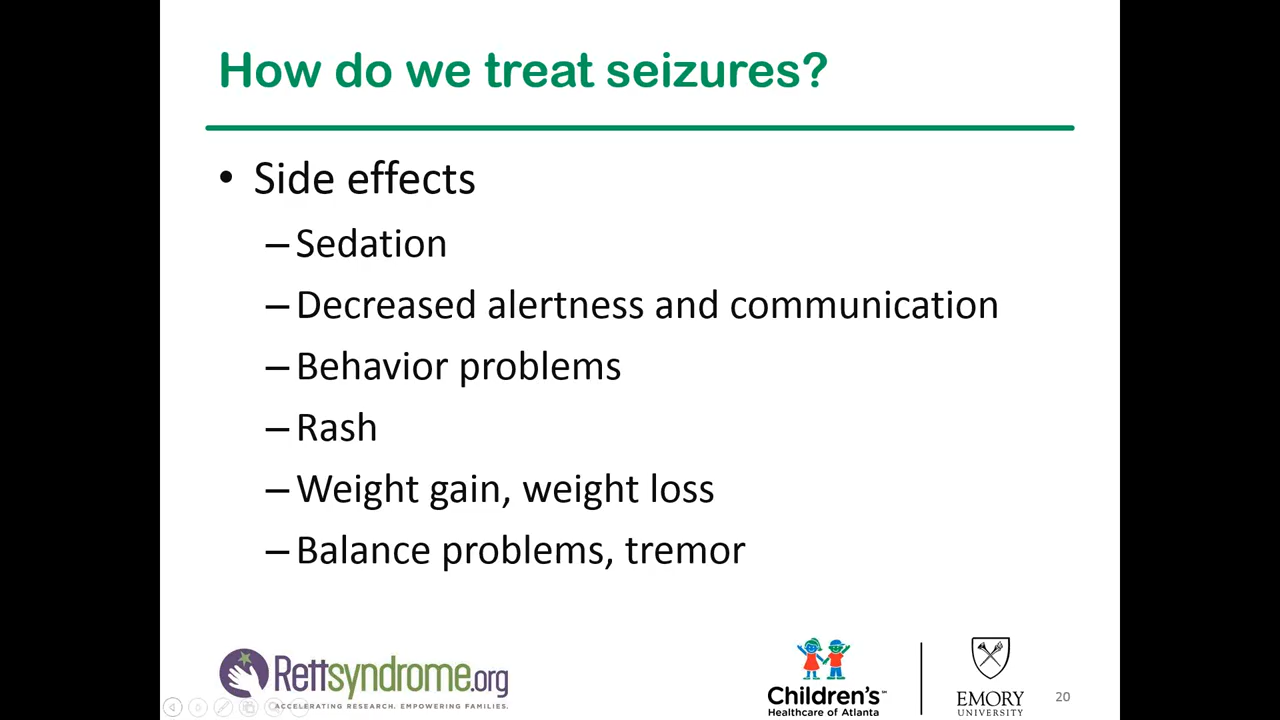 How do we treat seizures?
• Side effects
– Sedation
– Decreased alertness and communication
– Behavior problems
– Rash
– Weight gain, weight loss
– Balance problems, tremor
Rettsyndrome.org
ACCELERATING RESEARCH. EMPOWERING FAMILIES.
Children's™
Healthcare of Atlanta
EMORY
UNIVERSITY
20